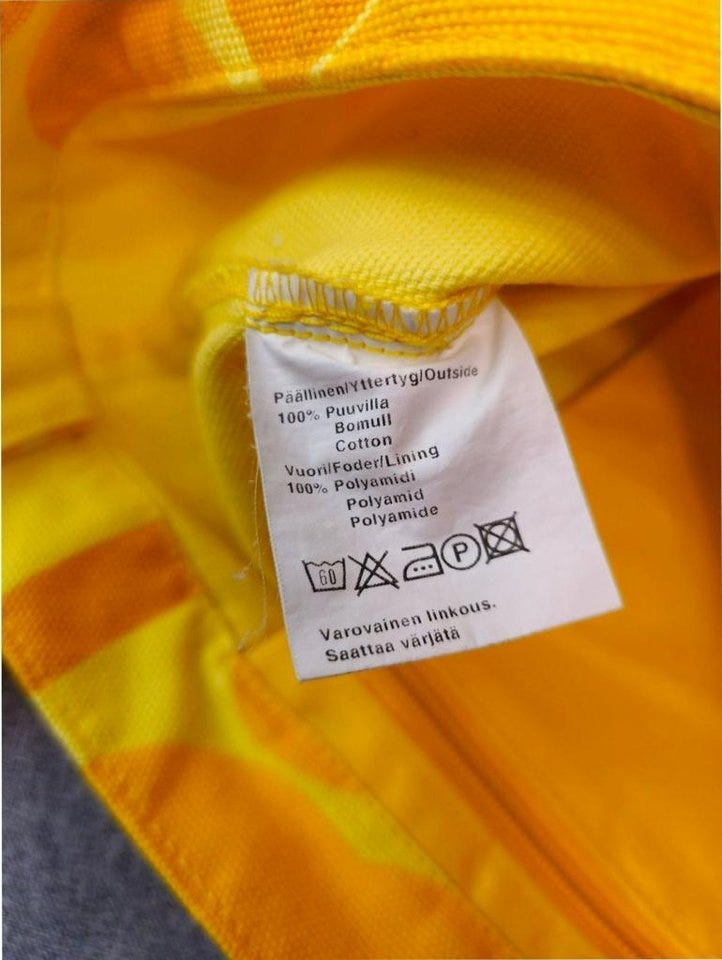 Päällinen/Yttertyg/Outside
100% Puuvilla
Bomull
Cotton
Vuori/Foder/Lining
100% Polyamidi
Polyamid
Polyamide
60 P
Varovainen linkous.
Saattaa värjätä